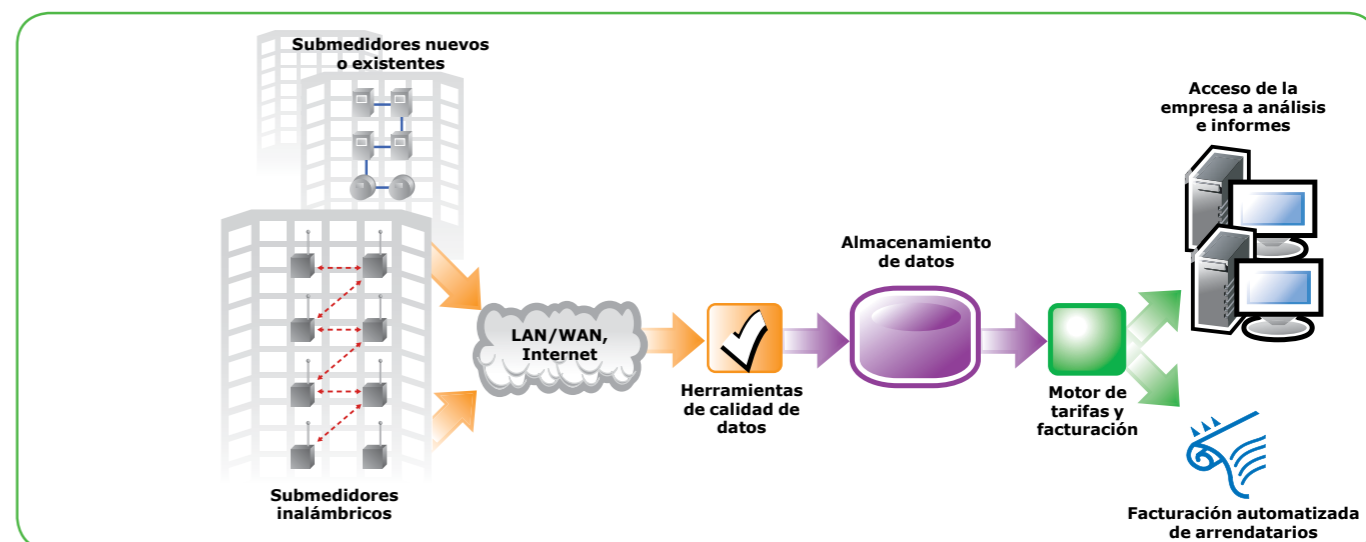 Submedidores nuevos
o existentes
Submedidores
inalámbricos
LAN/WAN,
Internet
Herramientas
de calidad de
datos
Almacenamiento
de datos
Motor de
tarifas y
facturación
Acceso de la
empresa a análisis
e informes
Facturación automatizada
de arrendatarios